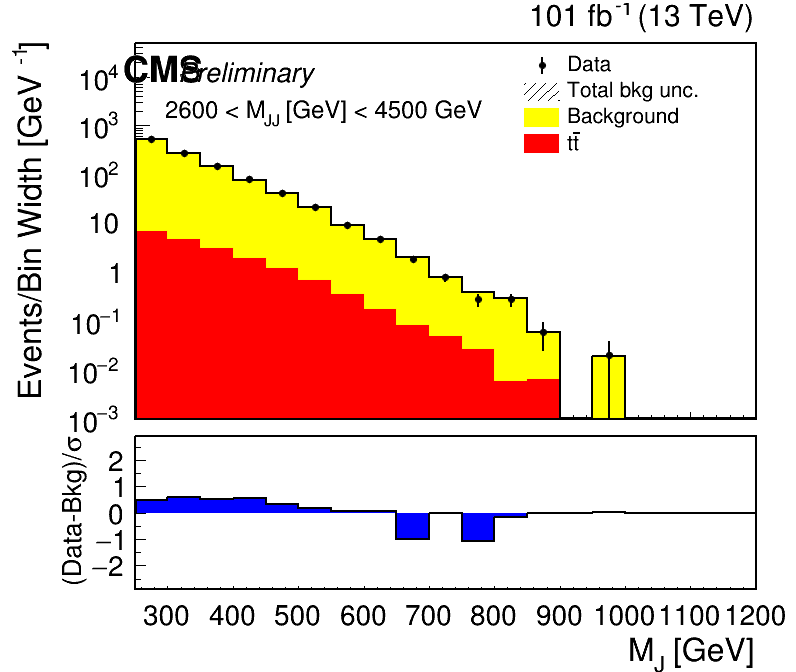 101 fb⁻¹ (13 TeV)
CMS Preliminary
2600 < M_JJ [GeV] < 4500 GeV
Data
Total bkg unc.
Background
tt̄
Events/Bin Width [GeV⁻¹]
10⁴
10³
10²
10
1
10⁻¹
10⁻²
10⁻³
(Data-Bkg)/σ
2
1
0
−1
−2
300 400 500 600 700 800 900 1000 1100 1200
M_J [GeV]